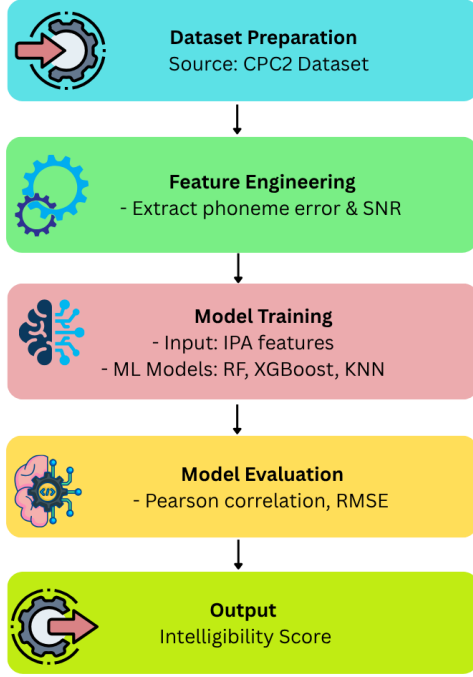 Dataset Preparation
Source: CPC2 Dataset
Feature Engineering
- Extract phoneme error & SNR
Model Training
- Input: IPA features
- ML Models: RF, XGBoost, KNN
Model Evaluation
- Pearson correlation, RMSE
Output
Intelligibility Score